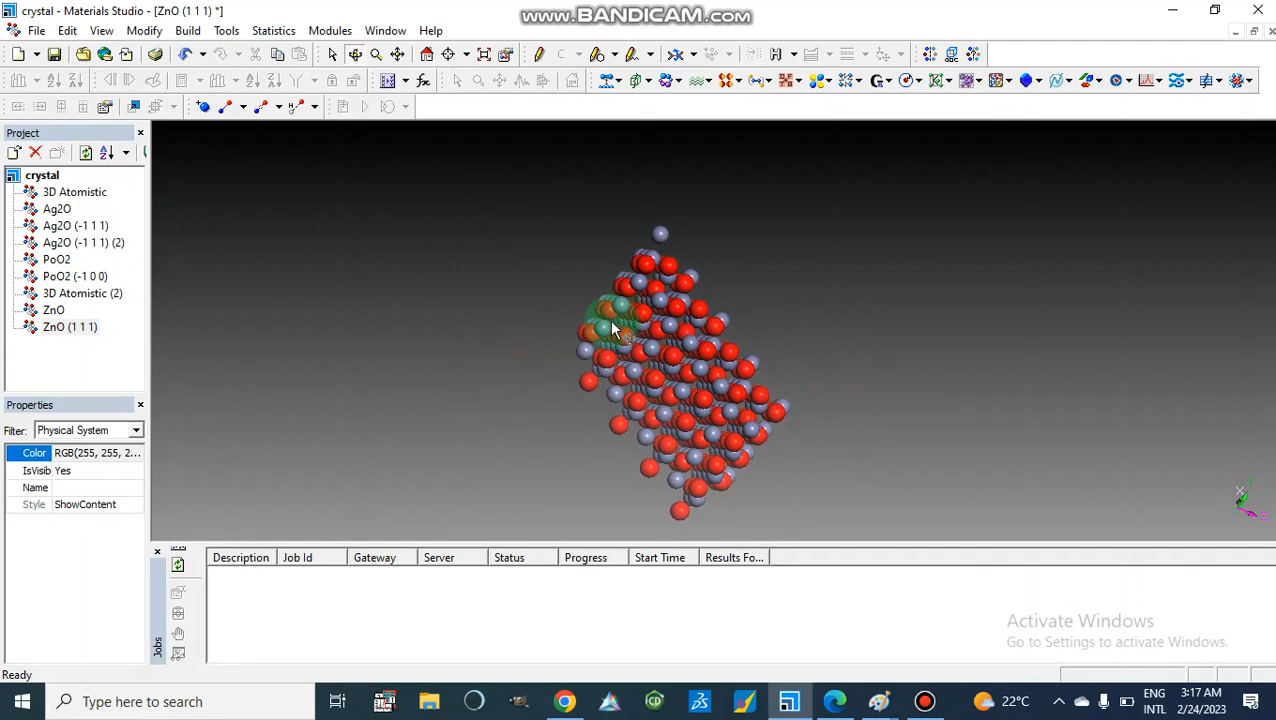 crystal - Materials Studio - [ZnO (1 1 1) *]
www.BANDICAM.com
File Edit View Modify Build Tools Statistics Modules Window Help
Project
crystal
3D Atomistic
Ag2O
Ag2O (-1 1 1)
Ag2O (-1 1 1) (2)
PoO2
PoO2 (-1 0 0)
3D Atomistic (2)
ZnO
ZnO (1 1 1)
Properties
Filter: Physical System
Color RGB(255, 255, 2...
IsVisib Yes
Name
Style ShowContent
X Y Z
Jobs
Description Job Id Gateway Server Status Progress Start Time Results Fo...
Activate Windows
Go to Settings to activate Windows.
Ready
Type here to search
22°C
ENG
INTL
3:17 AM
2/24/2023